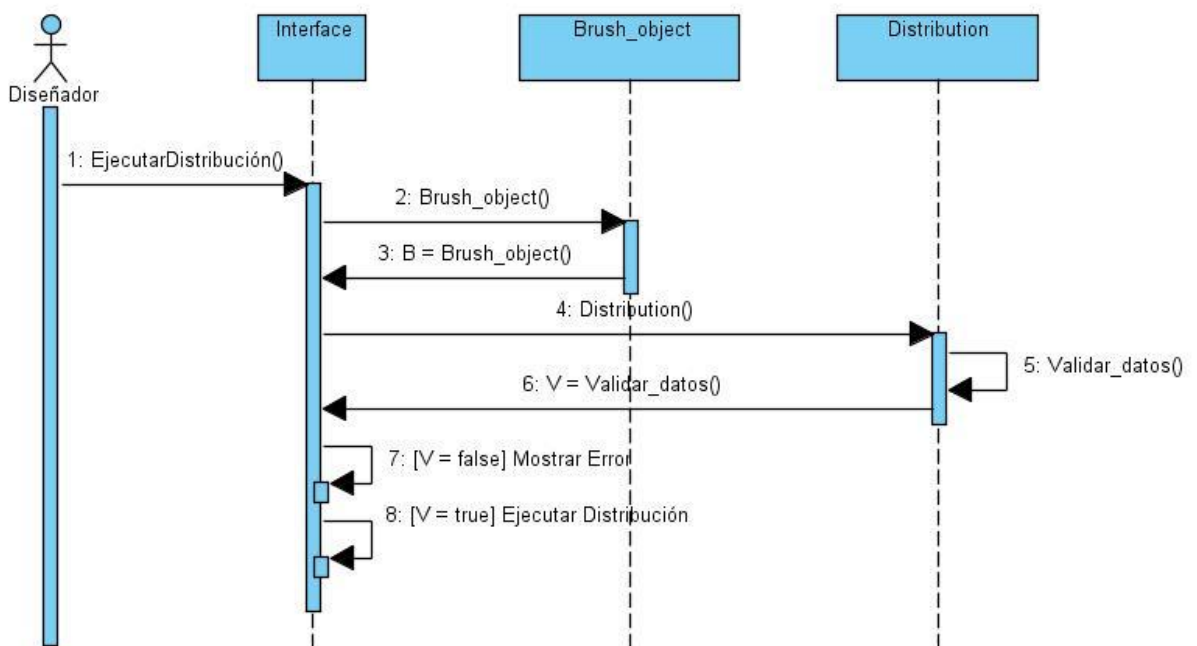 Interface
Brush_object
Distribution
Diseñador
1: EjecutarDistribución()
2: Brush_object()
3: B = Brush_object()
4: Distribution()
5: Validar_datos()
6: V = Validar_datos()
7: [V = false] Mostrar Error
8: [V = true] Ejecutar Distribución